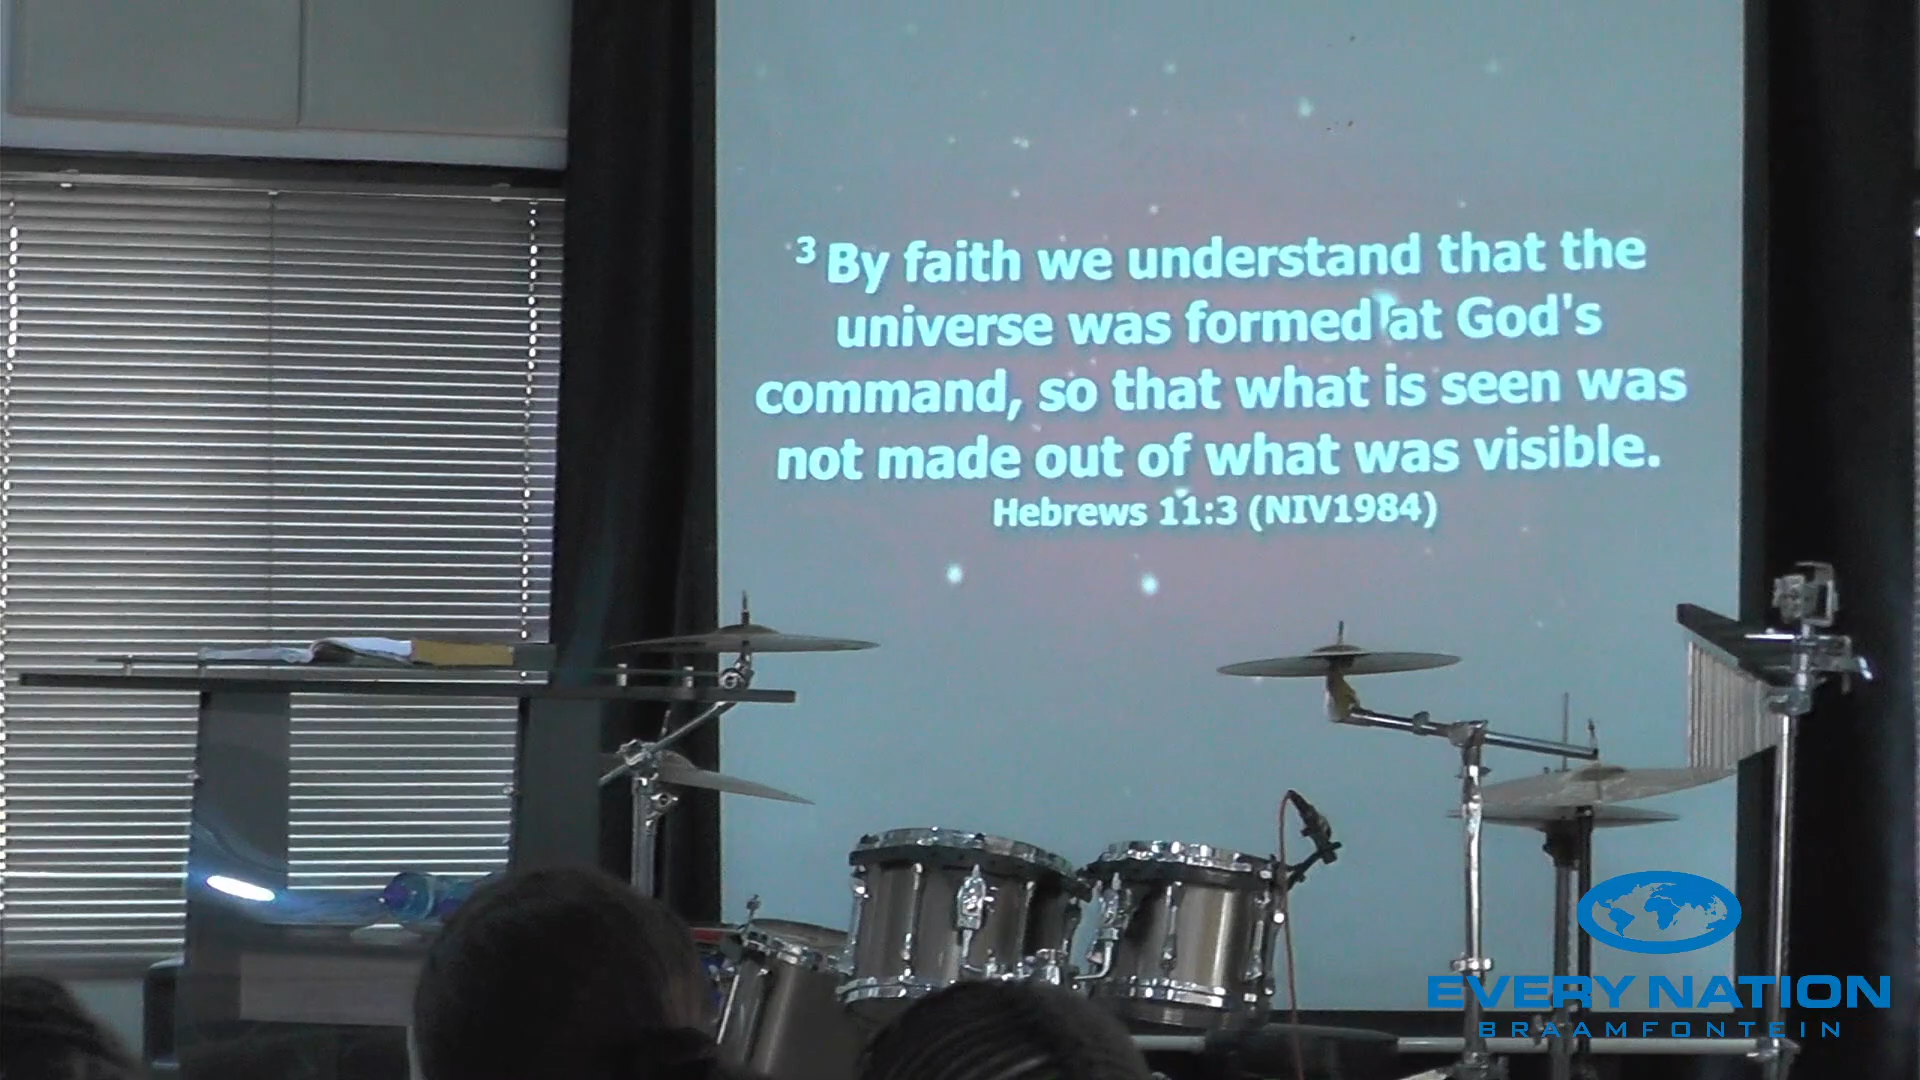 ³ By faith we understand that the
universe was formed at God's
command, so that what is seen was
not made out of what was visible.
Hebrews 11:3 (NIV1984)
EVERY NATION
BRAAMFONTEIN